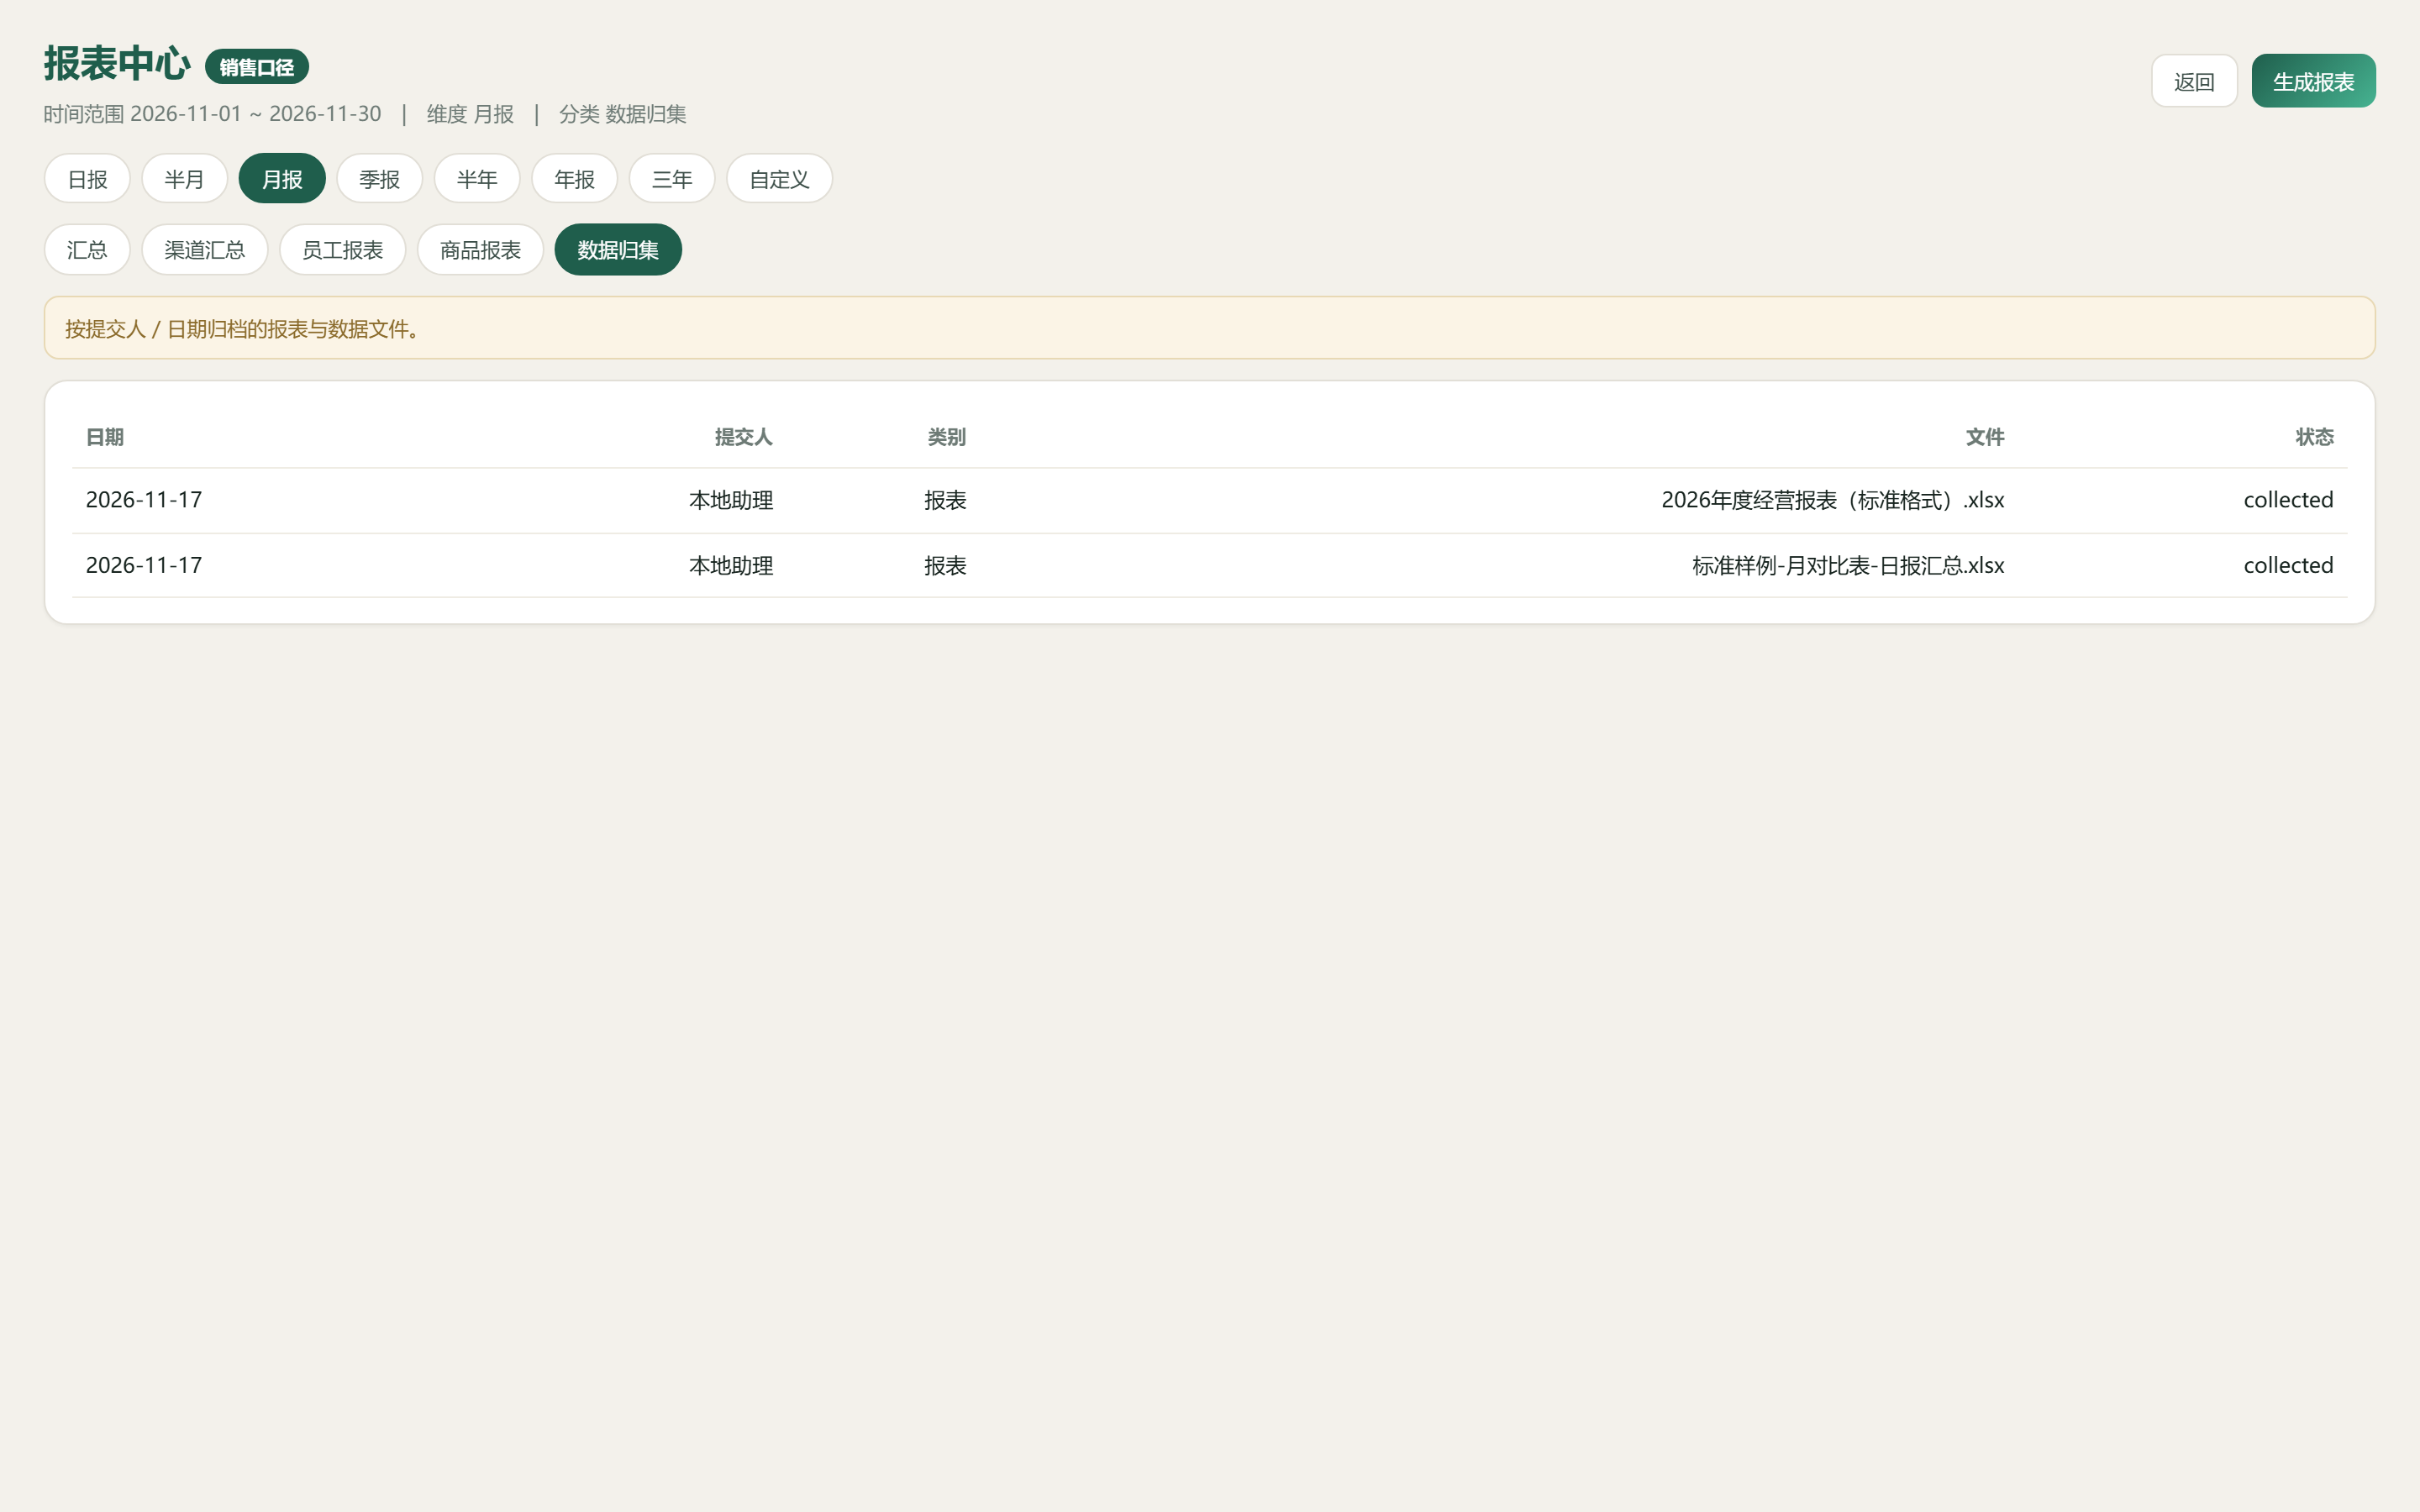 报表中心 销售口径
返回 生成报表
时间范围 2026-11-01 ~ 2026-11-30 | 维度 月报 | 分类 数据归集
日报 半月 月报 季报 半年 年报 三年 自定义
汇总 渠道汇总 员工报表 商品报表 数据归集
按提交人 / 日期归档的报表与数据文件。
日期 提交人 类别 文件 状态
2026-11-17 本地助理 报表 2026年度经营报表（标准格式）.xlsx collected
2026-11-17 本地助理 报表 标准样例-月对比表-日报汇总.xlsx collected